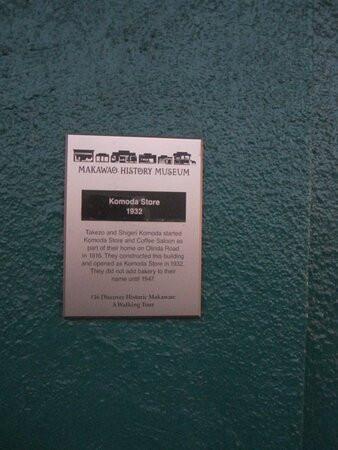 MAKAWAO HISTORY MUSEUM
Komoda Store
1932
Takezo and Shigeri Komoda started
Komoda Store and Coffee Saloon as
part of their home on Olinda Road
in 1916. They constructed this building
and opened as Komoda Store in 1932.
They did not add bakery to their
name until 1947.
Discover Historic Makawao
A Walking Tour